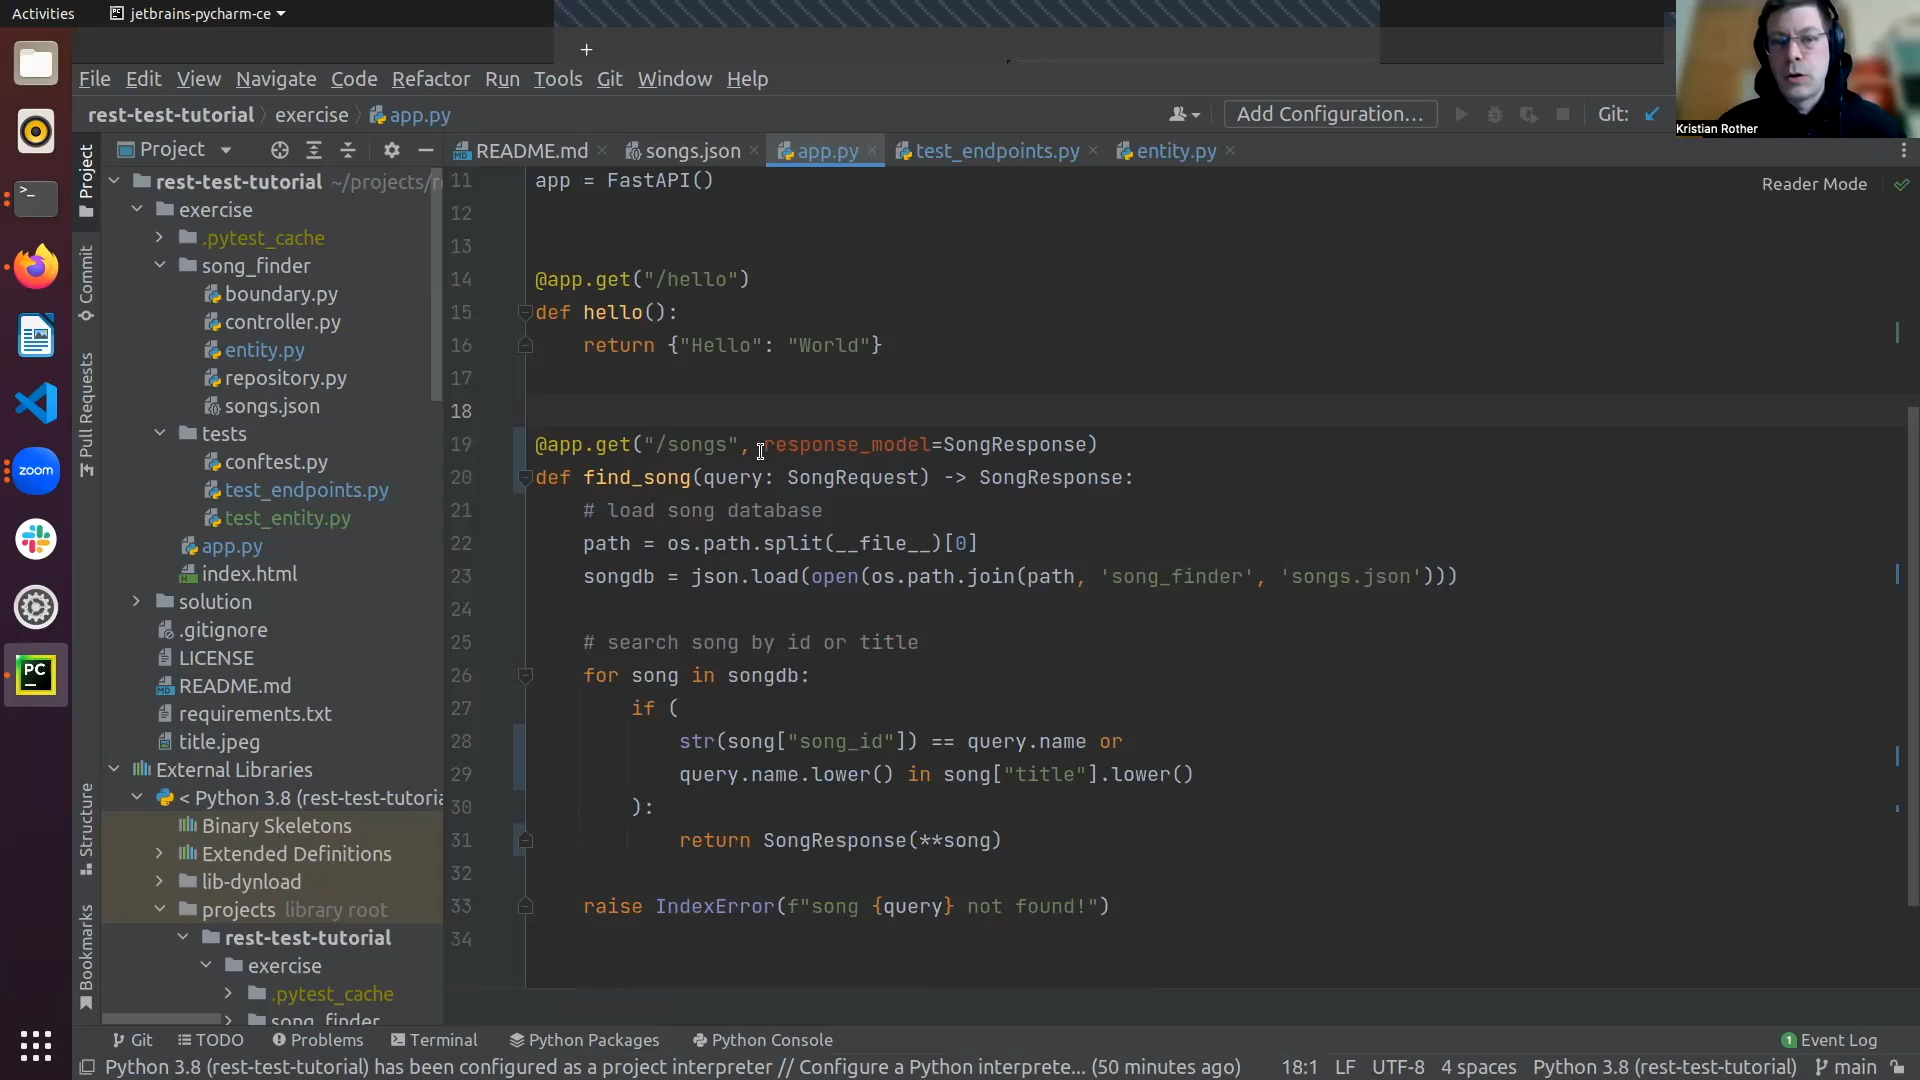 Activities
jetbrains-pycharm-ce
+
File Edit View Navigate Code Refactor Run Tools Git Window Help
rest-test-tutorial exercise app.py
Add Configuration...
Git:
Kristian Rother
Project
README.md songs.json app.py test_endpoints.py entity.py
Reader Mode
Project
Commit
Pull Requests
Structure
Bookmarks
rest-test-tutorial ~/projects/r
exercise
.pytest_cache
song_finder
boundary.py
controller.py
entity.py
repository.py
songs.json
tests
conftest.py
test_endpoints.py
test_entity.py
app.py
index.html
solution
.gitignore
LICENSE
README.md
requirements.txt
title.jpeg
External Libraries
< Python 3.8 (rest-test-tutoria
Binary Skeletons
Extended Definitions
lib-dynload
projects library root
rest-test-tutorial
exercise
.pytest_cache
song_finder
zoom
PC
11 app = FastAPI()
12
13
14 @app.get("/hello")
15 def hello():
16 return {"Hello": "World"}
17
18
19 @app.get("/songs", response_model=SongResponse)
20 def find_song(query: SongRequest) -> SongResponse:
21 # load song database
22 path = os.path.split(__file__)[0]
23 songdb = json.load(open(os.path.join(path, 'song_finder', 'songs.json')))
24
25 # search song by id or title
26 for song in songdb:
27 if (
28 str(song["song_id"]) == query.name or
29 query.name.lower() in song["title"].lower()
30 ):
31 return SongResponse(**song)
32
33 raise IndexError(f"song {query} not found!")
34
Git TODO Problems Terminal Python Packages Python Console
1 Event Log
Python 3.8 (rest-test-tutorial) has been configured as a project interpreter // Configure a Python interprete... (50 minutes ago)
18:1 LF UTF-8 4 spaces Python 3.8 (rest-test-tutorial) main